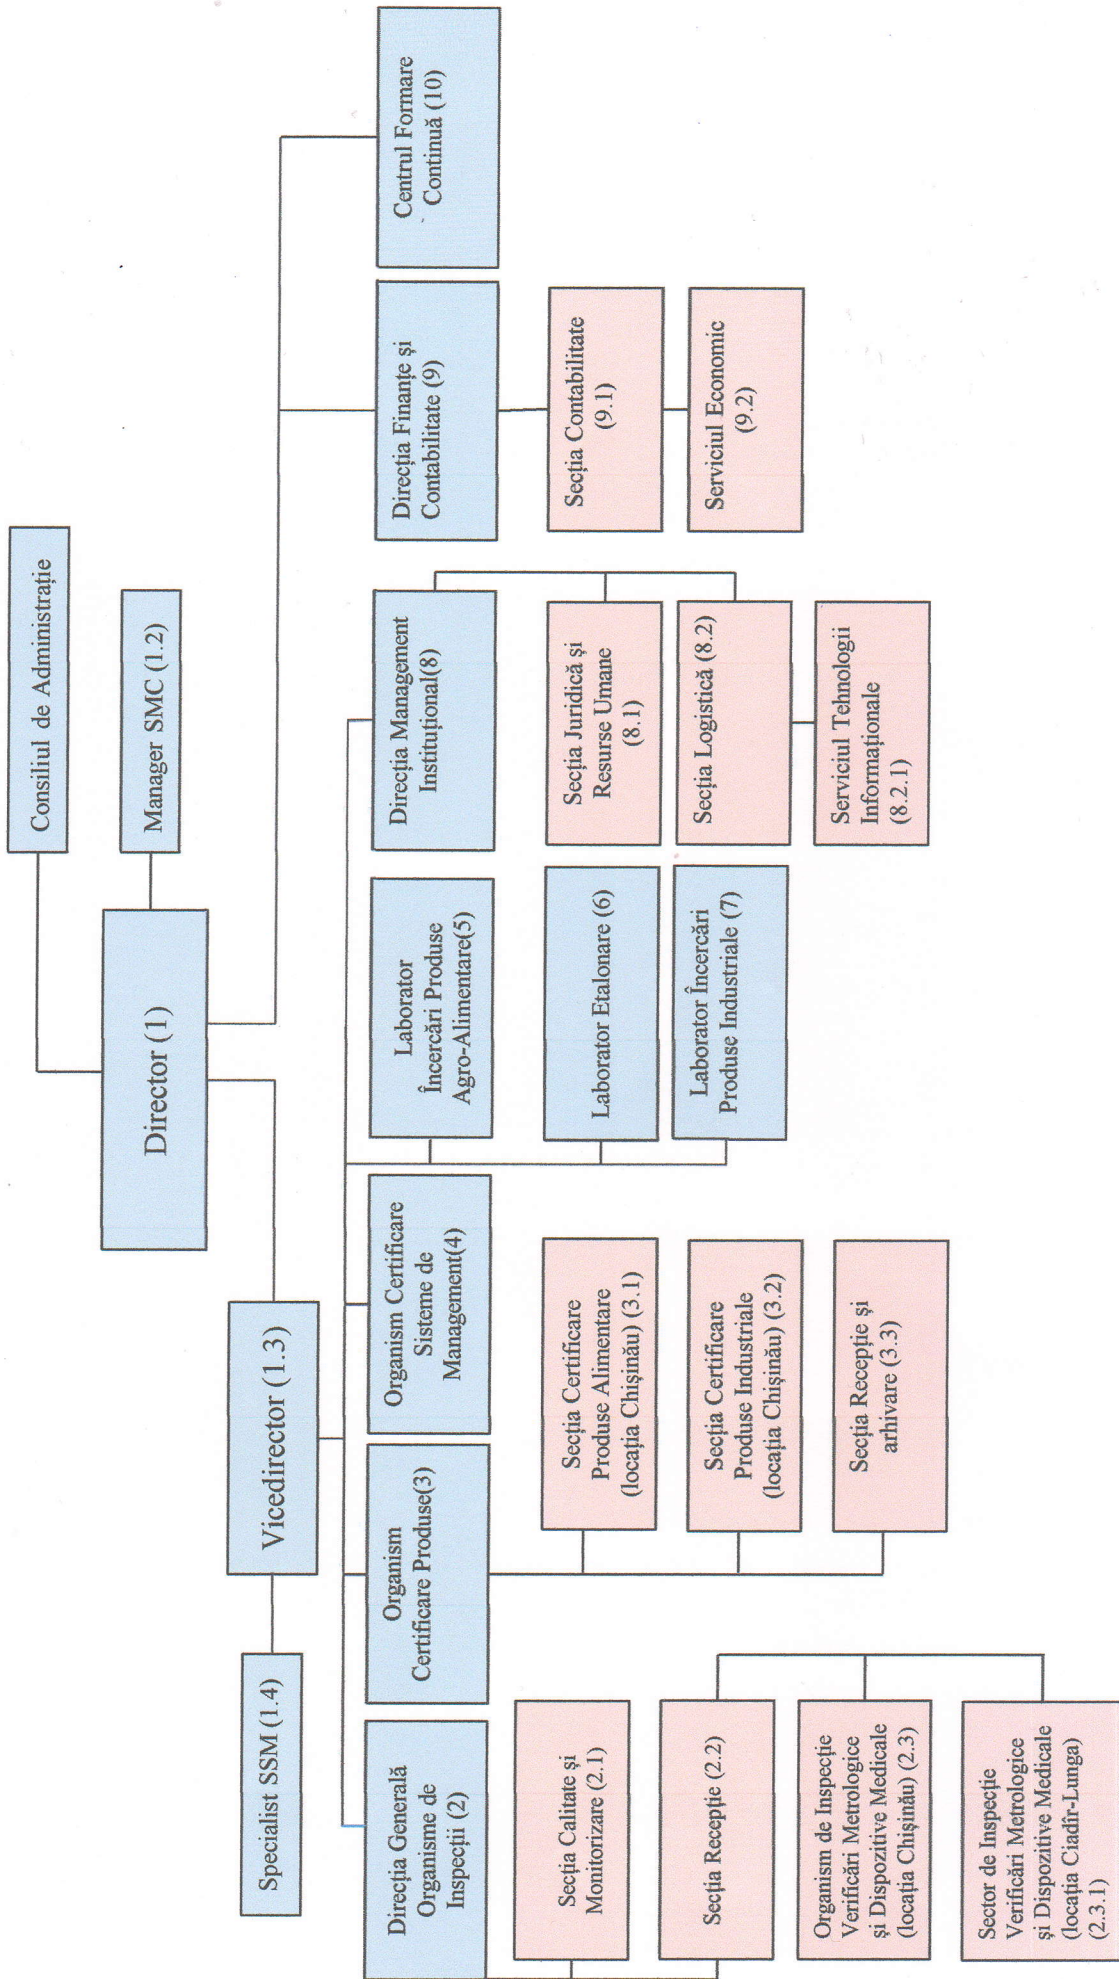 Consiliul de Administrație
Director (1)
Manager SMC (1.2)
Specialist SSM (1.4)
Vicedirector (1.3)
Direcția Generală
Organisme de
Inspecții (2)
Organism
Certificare Produse(3)
Organism Certificare
Sisteme de
Management(4)
Laborator
Încercări Produse
Agro-Alimentare(5)
Direcția Management
Instituțional(8)
Direcția Finanțe și
Contabilitate (9)
Centrul Formare
Continuă (10)
Secția Calitate și
Monitorizare (2.1)
Secția Recepție (2.2)
Organism de Inspecție
Verificări Metrologice
și Dispozitive Medicale
(locația Chișinău) (2.3)
Sector de Inspecție
Verificări Metrologice
și Dispozitive Medicale
(locația Ciadîr-Lunga)
(2.3.1)
Secția Certificare
Produse Alimentare
(locația Chișinău) (3.1)
Secția Certificare
Produse Industriale
(locația Chișinău) (3.2)
Secția Recepție și
arhivare (3.3)
Laborator Etalonare (6)
Laborator Încercări
Produse Industriale (7)
Secția Juridică și
Resurse Umane
(8.1)
Secția Logistică (8.2)
Serviciul Tehnologii
Informaționale
(8.2.1)
Secția Contabilitate
(9.1)
Serviciul Economic
(9.2)